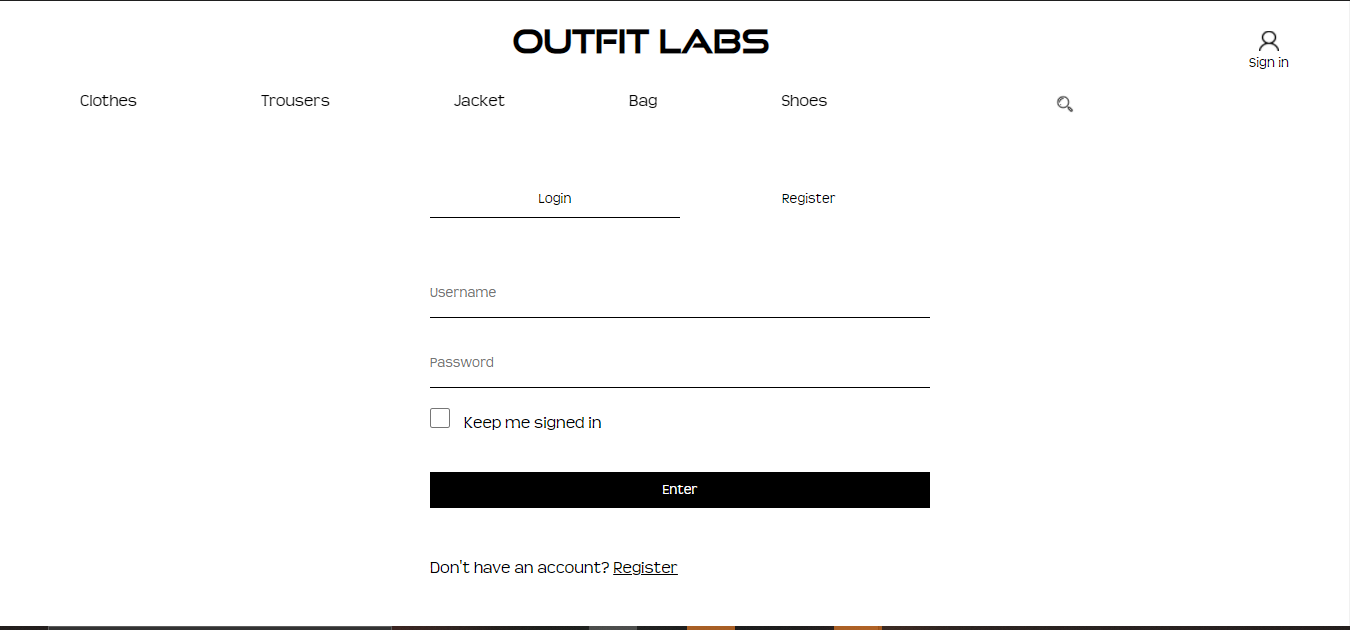 OUTFIT LABS
Sign in
Clothes Trousers Jacket Bag Shoes
Login Register
Username
Password
Keep me signed in
Enter
Don't have an account? Register